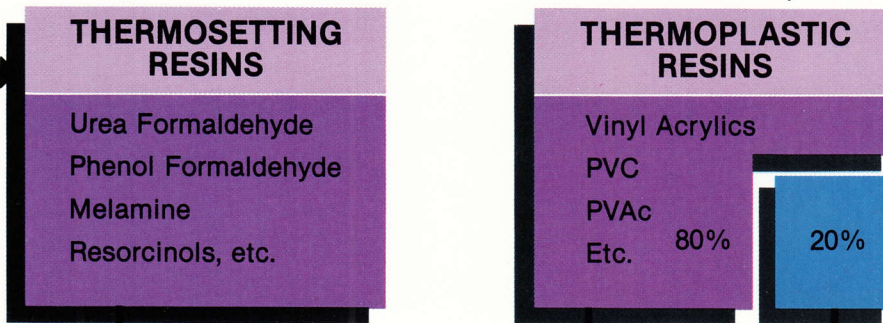 THERMOSETTING
RESINS
Urea Formaldehyde
Phenol Formaldehyde
Melamine
Resorcinols, etc.
THERMOPLASTIC
RESINS
Vinyl Acrylics
PVC
PVAc
Etc.
80%
20%